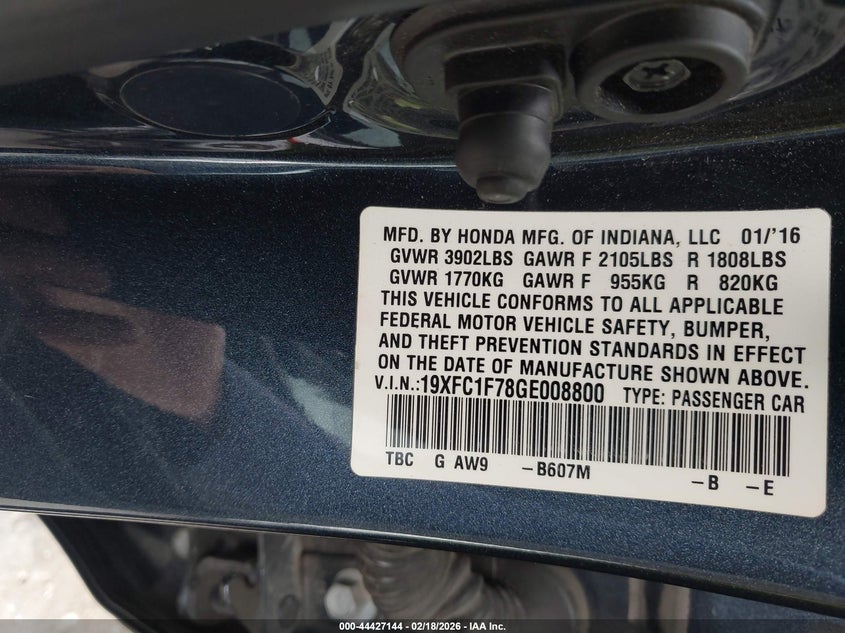 MFD. BY HONDA MFG. OF INDIANA, LLC 01/'16
GVWR 3902LBS GAWR F 2105LBS R 1808LBS
GVWR 1770KG GAWR F 955KG R 820KG
THIS VEHICLE CONFORMS TO ALL APPLICABLE
FEDERAL MOTOR VEHICLE SAFETY, BUMPER,
AND THEFT PREVENTION STANDARDS IN EFFECT
ON THE DATE OF MANUFACTURE SHOWN ABOVE.
V.I.N.:19XFC1F78GE008800 TYPE: PASSENGER CAR
TBC G AW9 -B607M -B -E
000-44427144 / 02/18/2026 - IAA Inc.